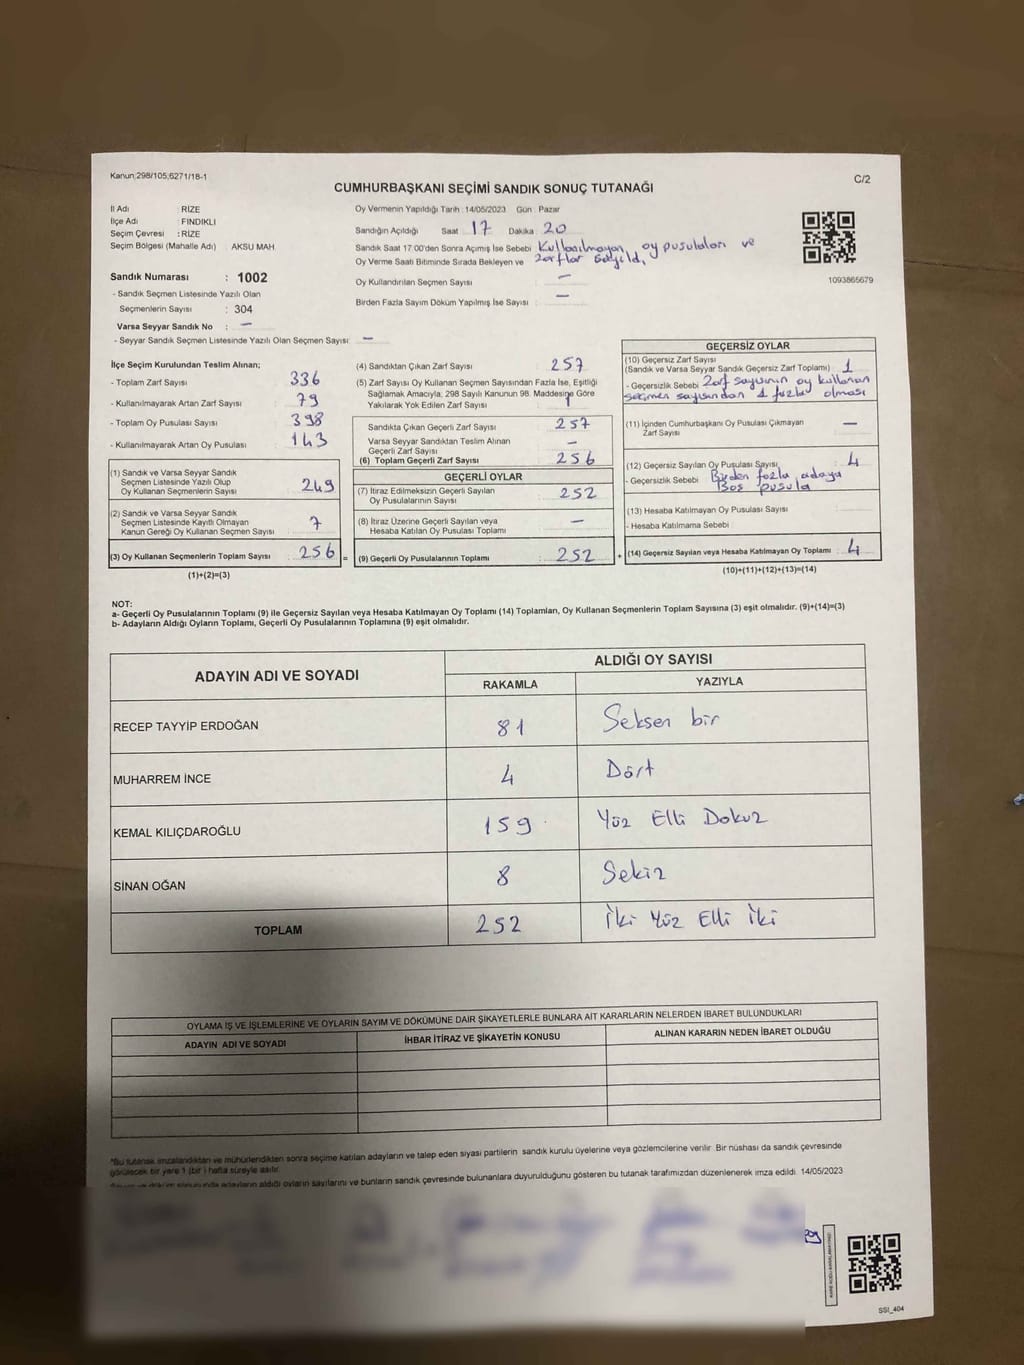 Kanun;298/105,6271/18-1
C/2
CUMHURBAŞKANI SEÇİMİ SANDIK SONUÇ TUTANAĞI
İl Adı : RİZE
İlçe Adı : FINDIKLI
Seçim Çevresi : RİZE
Seçim Bölgesi (Mahalle Adı) : AKSU MAH.
Sandık Numarası : 1002
- Sandık Seçmen Listesinde Yazılı Olan
Seçmenlerin Sayısı : 304
Varsa Seyyar Sandık No : —
- Seyyar Sandık Seçmen Listesinde Yazılı Olan Seçmen Sayısı: —
Oy Vermenin Yapıldığı Tarih :14/05/2023 Gün : Pazar
Sandığın Açıldığı Saat 17 Dakika 20
Sandık Saat 17.00'den Sonra Açımış İse Sebebi Kullanılmayan oy pusulaları ve
Oy Verme Saati Bitiminde Sırada Bekleyen ve zarflar sayıldı,
Oy Kullandırılan Seçmen Sayısı : —
Birden Fazla Sayım Döküm Yapılmış İse Sayısı : —
1093865679
İlçe Seçim Kurulundan Teslim Alınan;
- Toplam Zarf Sayısı : 336
- Kullanılmayarak Artan Zarf Sayısı : 79
- Toplam Oy Pusulası Sayısı : 398
- Kullanılmayarak Artan Oy Pusulası : 143
(1) Sandık ve Varsa Seyyar Sandık
Seçmen Listesinde Yazılı Olup
Oy Kullanan Seçmenlerin Sayısı : 249
(2) Sandık ve Varsa Seyyar Sandık
Seçmen Listesinde Kayıtlı Olmayan
Kanun Gereği Oy Kullanan Seçmen Sayısı : 7
(3) Oy Kullanan Seçmenlerin Toplam Sayısı : 256 =
(1)+(2)=(3)
(4) Sandıktan Çıkan Zarf Sayısı : 257
(5) Zarf Sayısı Oy Kullanan Seçmen Sayısından Fazla İse, Eşitliği
Sağlamak Amacıyla; 298 Sayılı Kanunun 98. Maddesine Göre
Yakılarak Yok Edilen Zarf Sayısı : 1
Sandıkta Çıkan Geçerli Zarf Sayısı : 257
Varsa Seyyar Sandıktan Teslim Alınan
Geçerli Zarf Sayısı : —
(6) Toplam Geçerli Zarf Sayısı : 256
GEÇERLİ OYLAR
(7) İtiraz Edilmeksizin Geçerli Sayılan
Oy Pusulalarının Sayısı : 252
(8) İtiraz Üzerine Geçerli Sayılan veya
Hesaba Katılan Oy Pusulası Toplamı : —
(9) Geçerli Oy Pusulalarının Toplamı : 252 +
GEÇERSİZ OYLAR
(10) Geçersiz Zarf Sayısı
(Sandık ve Varsa Seyyar Sandık Geçersiz Zarf Toplamı) : 1
- Geçersizlik Sebebi Zarf sayısının oy kullanan
seçmen sayısından 1 fazla olması
(11) İçinden Cumhurbaşkanı Oy Pusulası Çıkmayan
Zarf Sayısı : —
(12) Geçersiz Sayılan Oy Pusulası Sayısı : 4
- Geçersizlik Sebebi Birden fazla adaya
Boş pusula
(13) Hesaba Katılmayan Oy Pusulası Sayısı :
- Hesaba Katılmama Sebebi
(14) Geçersiz Sayılan veya Hesaba Katılmayan Oy Toplamı : 4
(10)+(11)+(12)+(13)=(14)
NOT:
a- Geçerli Oy Pusulalarının Toplamı (9) ile Geçersiz Sayılan veya Hesaba Katılmayan Oy Toplamı (14) Toplamları, Oy Kullanan Seçmenlerin Toplam Sayısına (3) eşit olmalıdır. (9)+(14)=(3)
b- Adayların Aldığı Oyların Toplamı, Geçerli Oy Pusulalarının Toplamına (9) eşit olmalıdır.
ADAYIN ADI VE SOYADI
ALDIĞI OY SAYISI
RAKAMLA YAZIYLA
RECEP TAYYİP ERDOĞAN 81 Seksen bir
MUHARREM İNCE 4 Dört
KEMAL KILIÇDAROĞLU 159 Yüz Elli Dokuz
SİNAN OĞAN 8 Sekiz
TOPLAM 252 İki Yüz Elli İki
OYLAMA İŞ VE İŞLEMLERİNE VE OYLARIN SAYIM VE DÖKÜMÜNE DAİR ŞİKAYETLERLE BUNLARA AİT KARARLARIN NELERDEN İBARET BULUNDUKLARI
ADAYIN ADI VE SOYADI İHBAR İTİRAZ VE ŞİKAYETİN KONUSU ALINAN KARARIN NEDEN İBARET OLDUĞU
*Bu tutanak imzalandıktan ve mühürlendikten sonra seçime katılan adayların ve talep eden siyasi partilerin sandık kurulu üyelerine veya gözlemcilerine verilir. Bir nüshası da sandık çevresinde
görülecek bir yere 1 (bir ) hafta süreyle asılır.
adayların aldığı oyların sayılarını ve bunların sandık çevresinde bulunanlara duyurulduğunu gösteren bu tutanak tarafımızdan düzenlenerek imza edildi. 14/05/2023
SSI_404